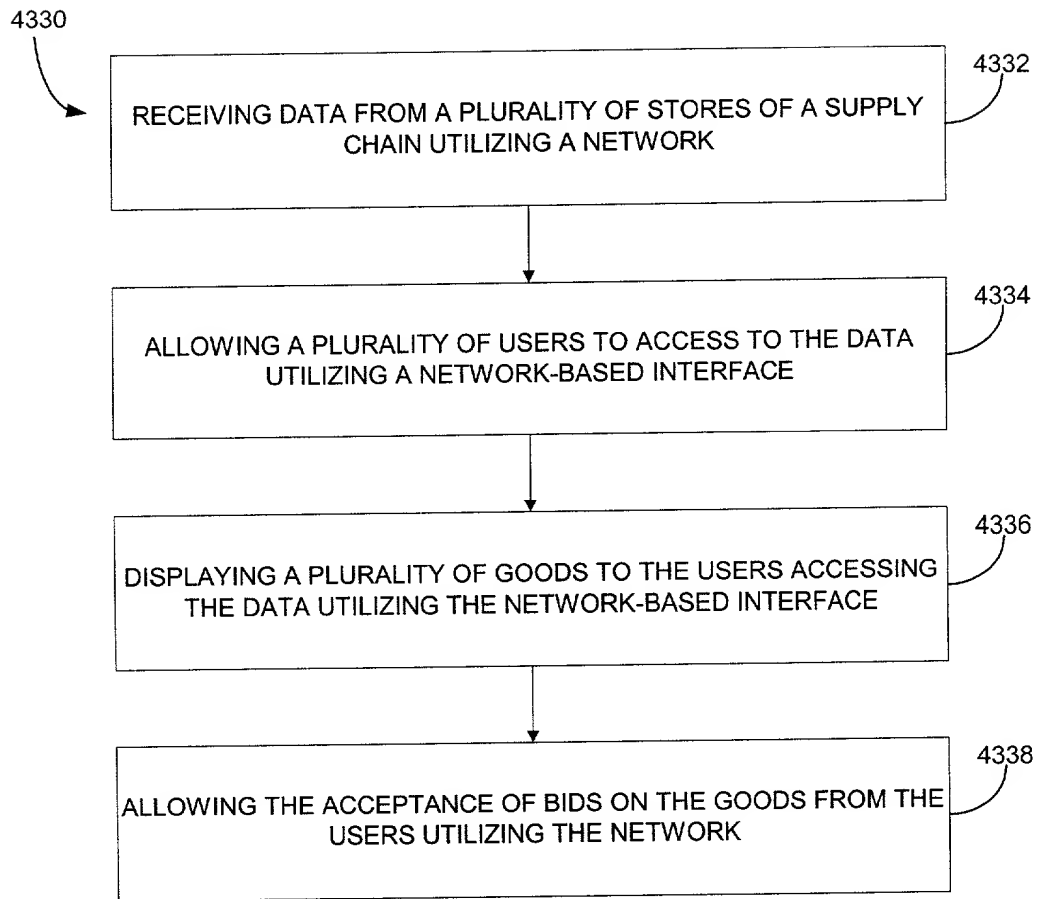 4330
4332
RECEIVING DATA FROM A PLURALITY OF STORES OF A SUPPLY
CHAIN UTILIZING A NETWORK
4334
ALLOWING A PLURALITY OF USERS TO ACCESS TO THE DATA
UTILIZING A NETWORK-BASED INTERFACE
4336
DISPLAYING A PLURALITY OF GOODS TO THE USERS ACCESSING
THE DATA UTILIZING THE NETWORK-BASED INTERFACE
4338
ALLOWING THE ACCEPTANCE OF BIDS ON THE GOODS FROM THE
USERS UTILIZING THE NETWORK